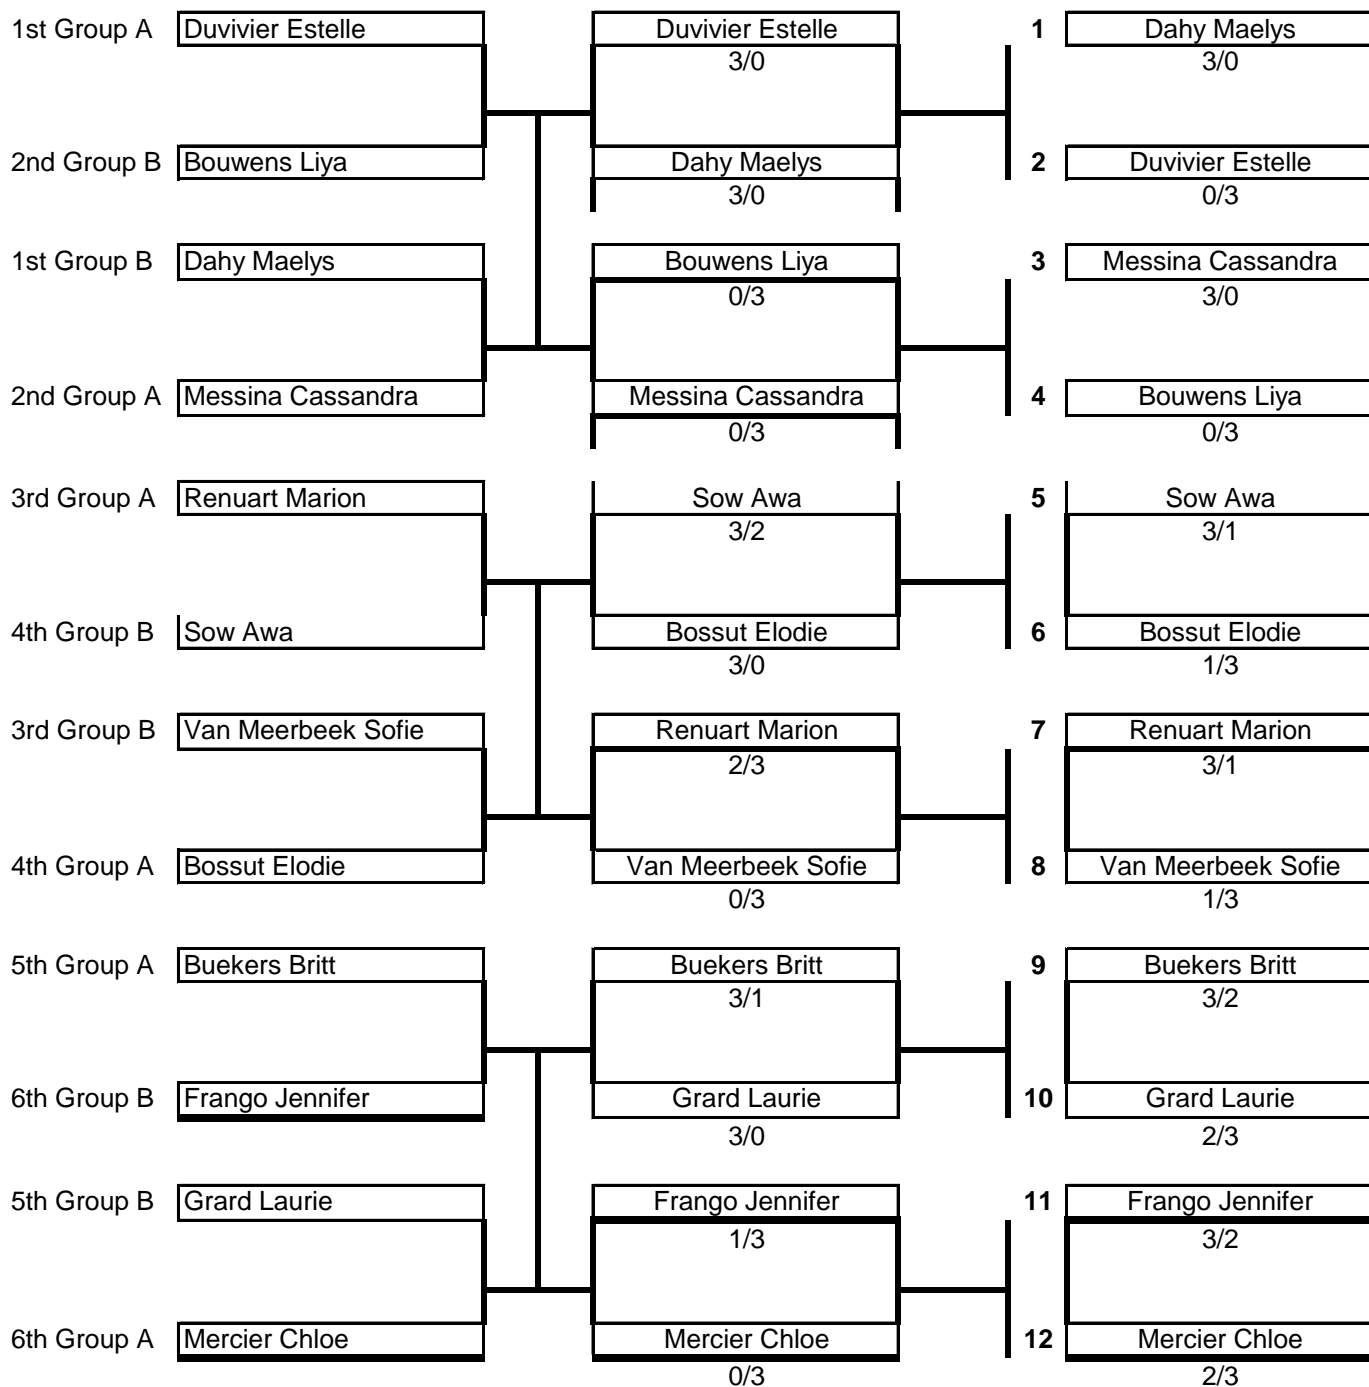 1st Group A Duvivier Estelle Duvivier Estelle 1 Dahy Maelys
3/0 3/0
2nd Group B Bouwens Liya Dahy Maelys 2 Duvivier Estelle
3/0 0/3
1st Group B Dahy Maelys Bouwens Liya 3 Messina Cassandra
0/3 3/0
2nd Group A Messina Cassandra Messina Cassandra 4 Bouwens Liya
0/3 0/3
3rd Group A Renuart Marion Sow Awa 5 Sow Awa
3/2 3/1
4th Group B Sow Awa Bossut Elodie 6 Bossut Elodie
3/0 1/3
3rd Group B Van Meerbeek Sofie Renuart Marion 7 Renuart Marion
2/3 3/1
4th Group A Bossut Elodie Van Meerbeek Sofie 8 Van Meerbeek Sofie
0/3 1/3
5th Group A Buekers Britt Buekers Britt 9 Buekers Britt
3/1 3/2
6th Group B Frango Jennifer Grard Laurie 10 Grard Laurie
3/0 2/3
5th Group B Grard Laurie Frango Jennifer 11 Frango Jennifer
1/3 3/2
6th Group A Mercier Chloe Mercier Chloe 12 Mercier Chloe
0/3 2/3